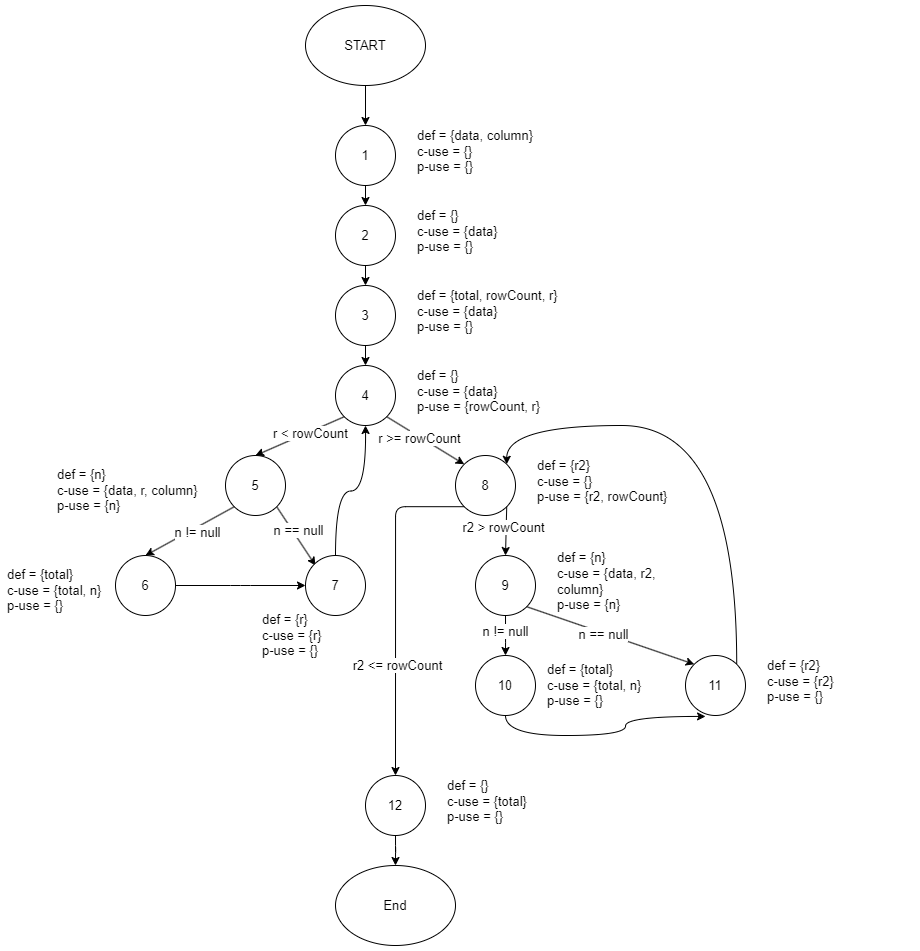 START
1
def = {data, column}
c-use = {}
p-use = {}
2
def = {}
c-use = {data}
p-use = {}
3
def = {total, rowCount, r}
c-use = {data}
p-use = {}
4
def = {}
c-use = {data}
p-use = {rowCount, r}
r < rowCount
r >= rowCount
5
def = {n}
c-use = {data, r, column}
p-use = {n}
8
def = {r2}
c-use = {}
p-use = {r2, rowCount}
n != null
n == null
r2 > rowCount
6
def = {total}
c-use = {total, n}
p-use = {}
7
def = {r}
c-use = {r}
p-use = {}
9
def = {n}
c-use = {data, r2,
column}
p-use = {n}
n != null
n == null
r2 <= rowCount
10
def = {total}
c-use = {total, n}
p-use = {}
11
def = {r2}
c-use = {r2}
p-use = {}
12
def = {}
c-use = {total}
p-use = {}
End